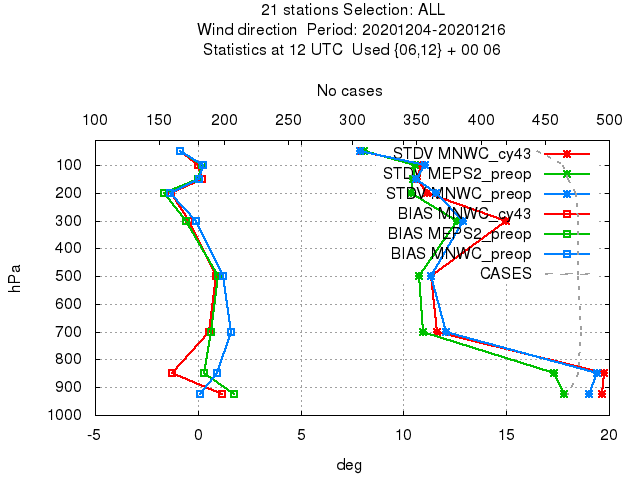 21 stations Selection: ALL
Wind direction  Period: 20201204-20201216
Statistics at 12 UTC  Used {06,12} + 00 06
No cases
100 150 200 250 300 350 400 450 500
STDV MNWC_cy43
STDV MEPS2_preop
STDV MNWC_preop
BIAS MNWC_cy43
BIAS MEPS2_preop
BIAS MNWC_preop
CASES
hPa
100
200
300
400
500
600
700
800
900
1000
-5 0 5 10 15 20
deg